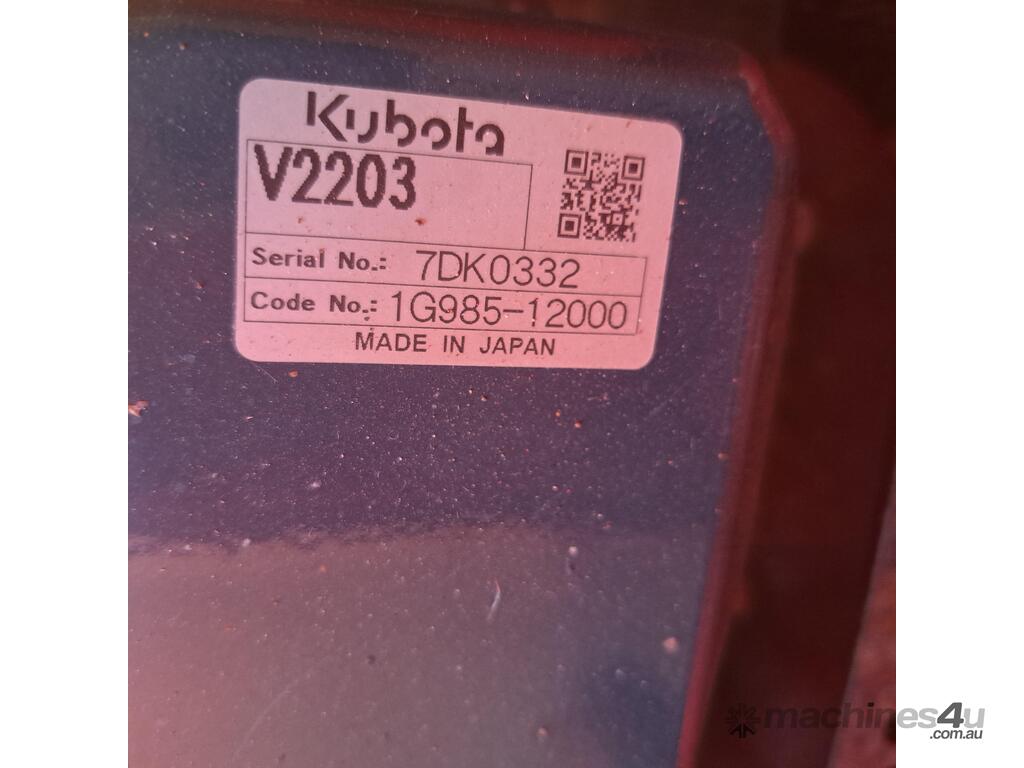 Kubota
V2203
Serial No.: 7DK0332
Code No.: 1G985-12000
MADE IN JAPAN
machines4u
.com.au